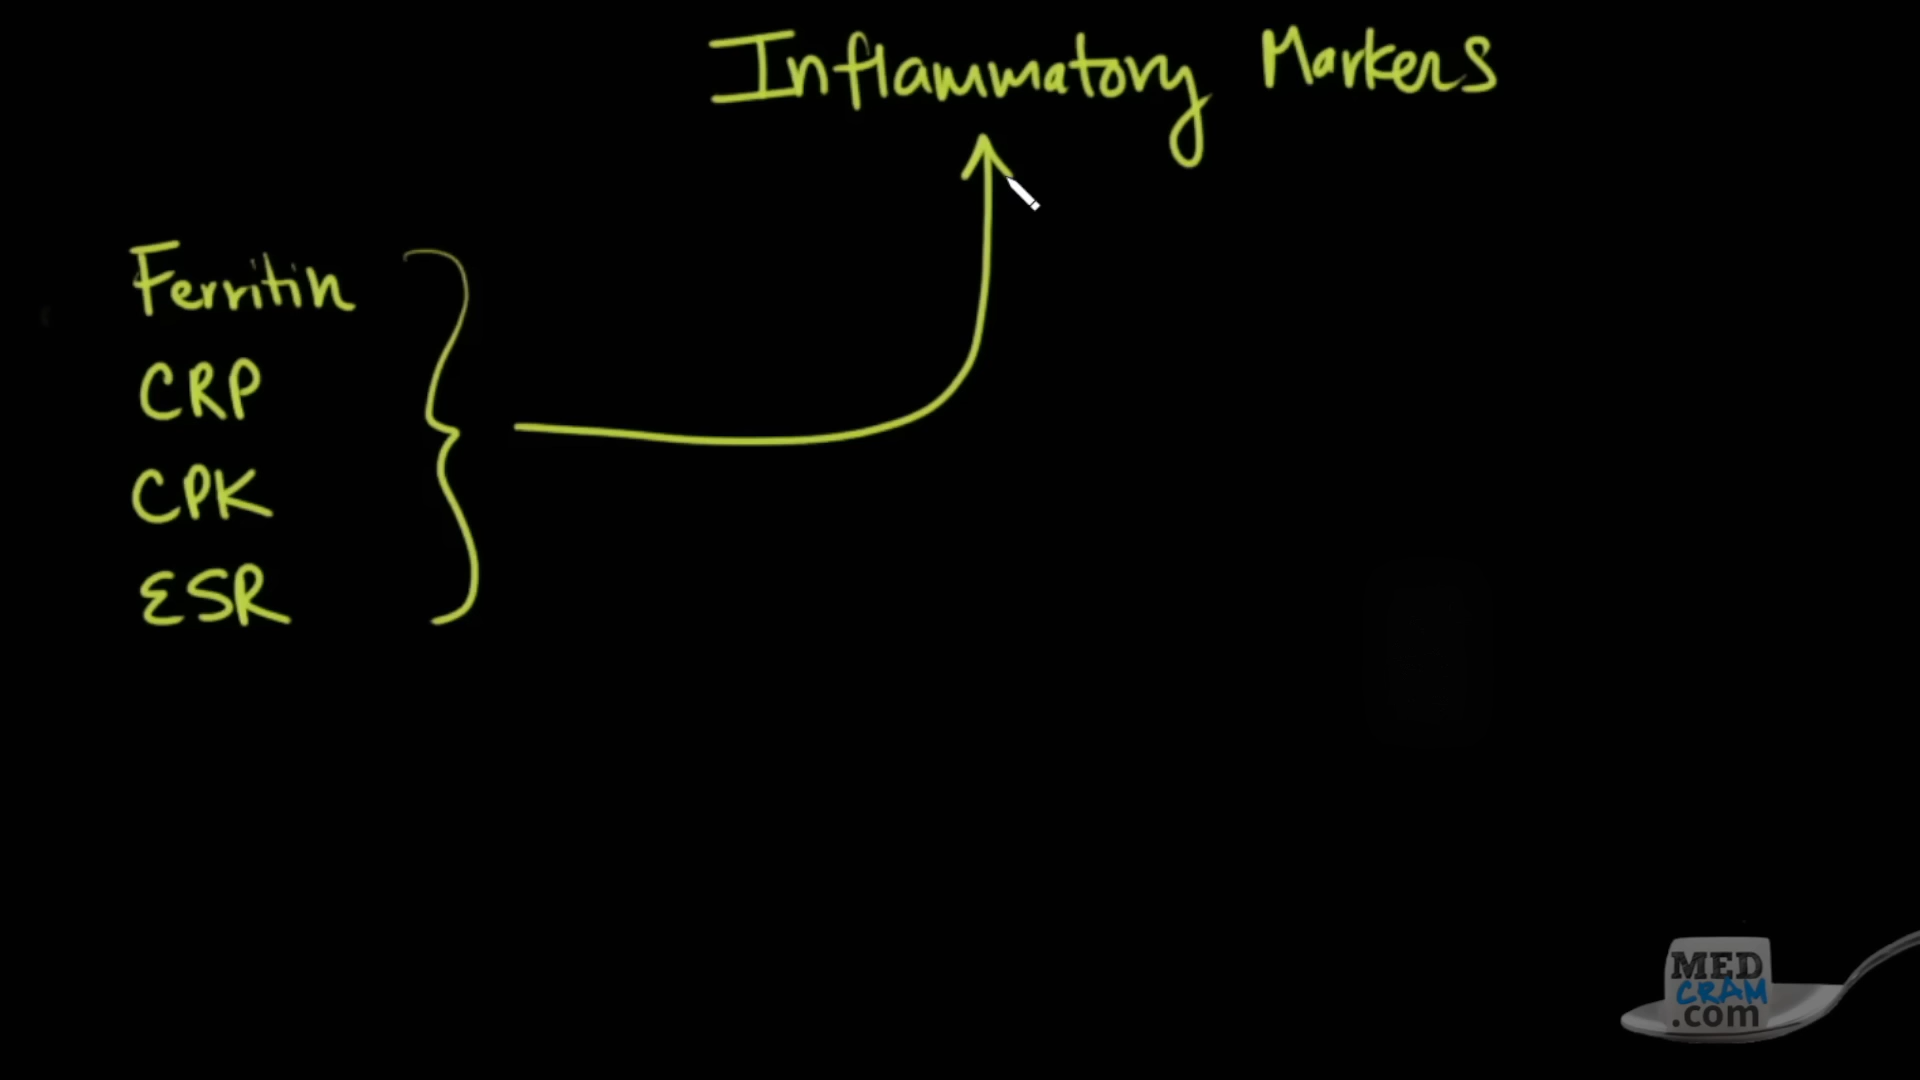 Inflammatory Markers
Ferritin
CRP
CPK
ESR
MED
CRAM
.com